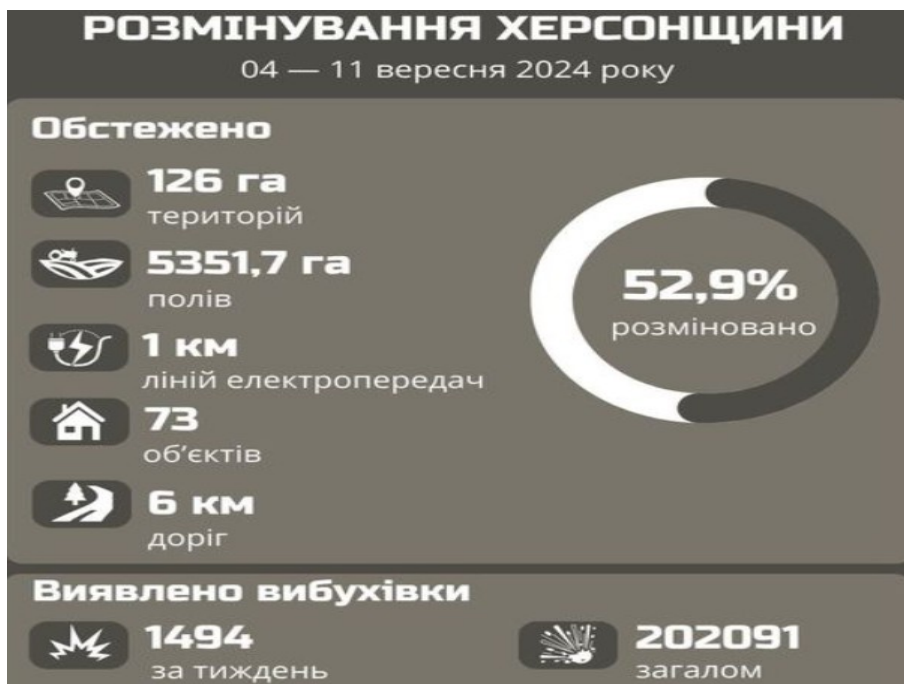 РОЗМІНУВАННЯ ХЕРСОНЩИНИ
04 — 11 вересня 2024 року
Обстежено
126 га
територій
5351,7 га
полів
1 км
ліній електропередач
73
об’єктів
6 км
доріг
52,9%
розміновано
Виявлено вибухівки
1494
за тиждень
202091
загалом